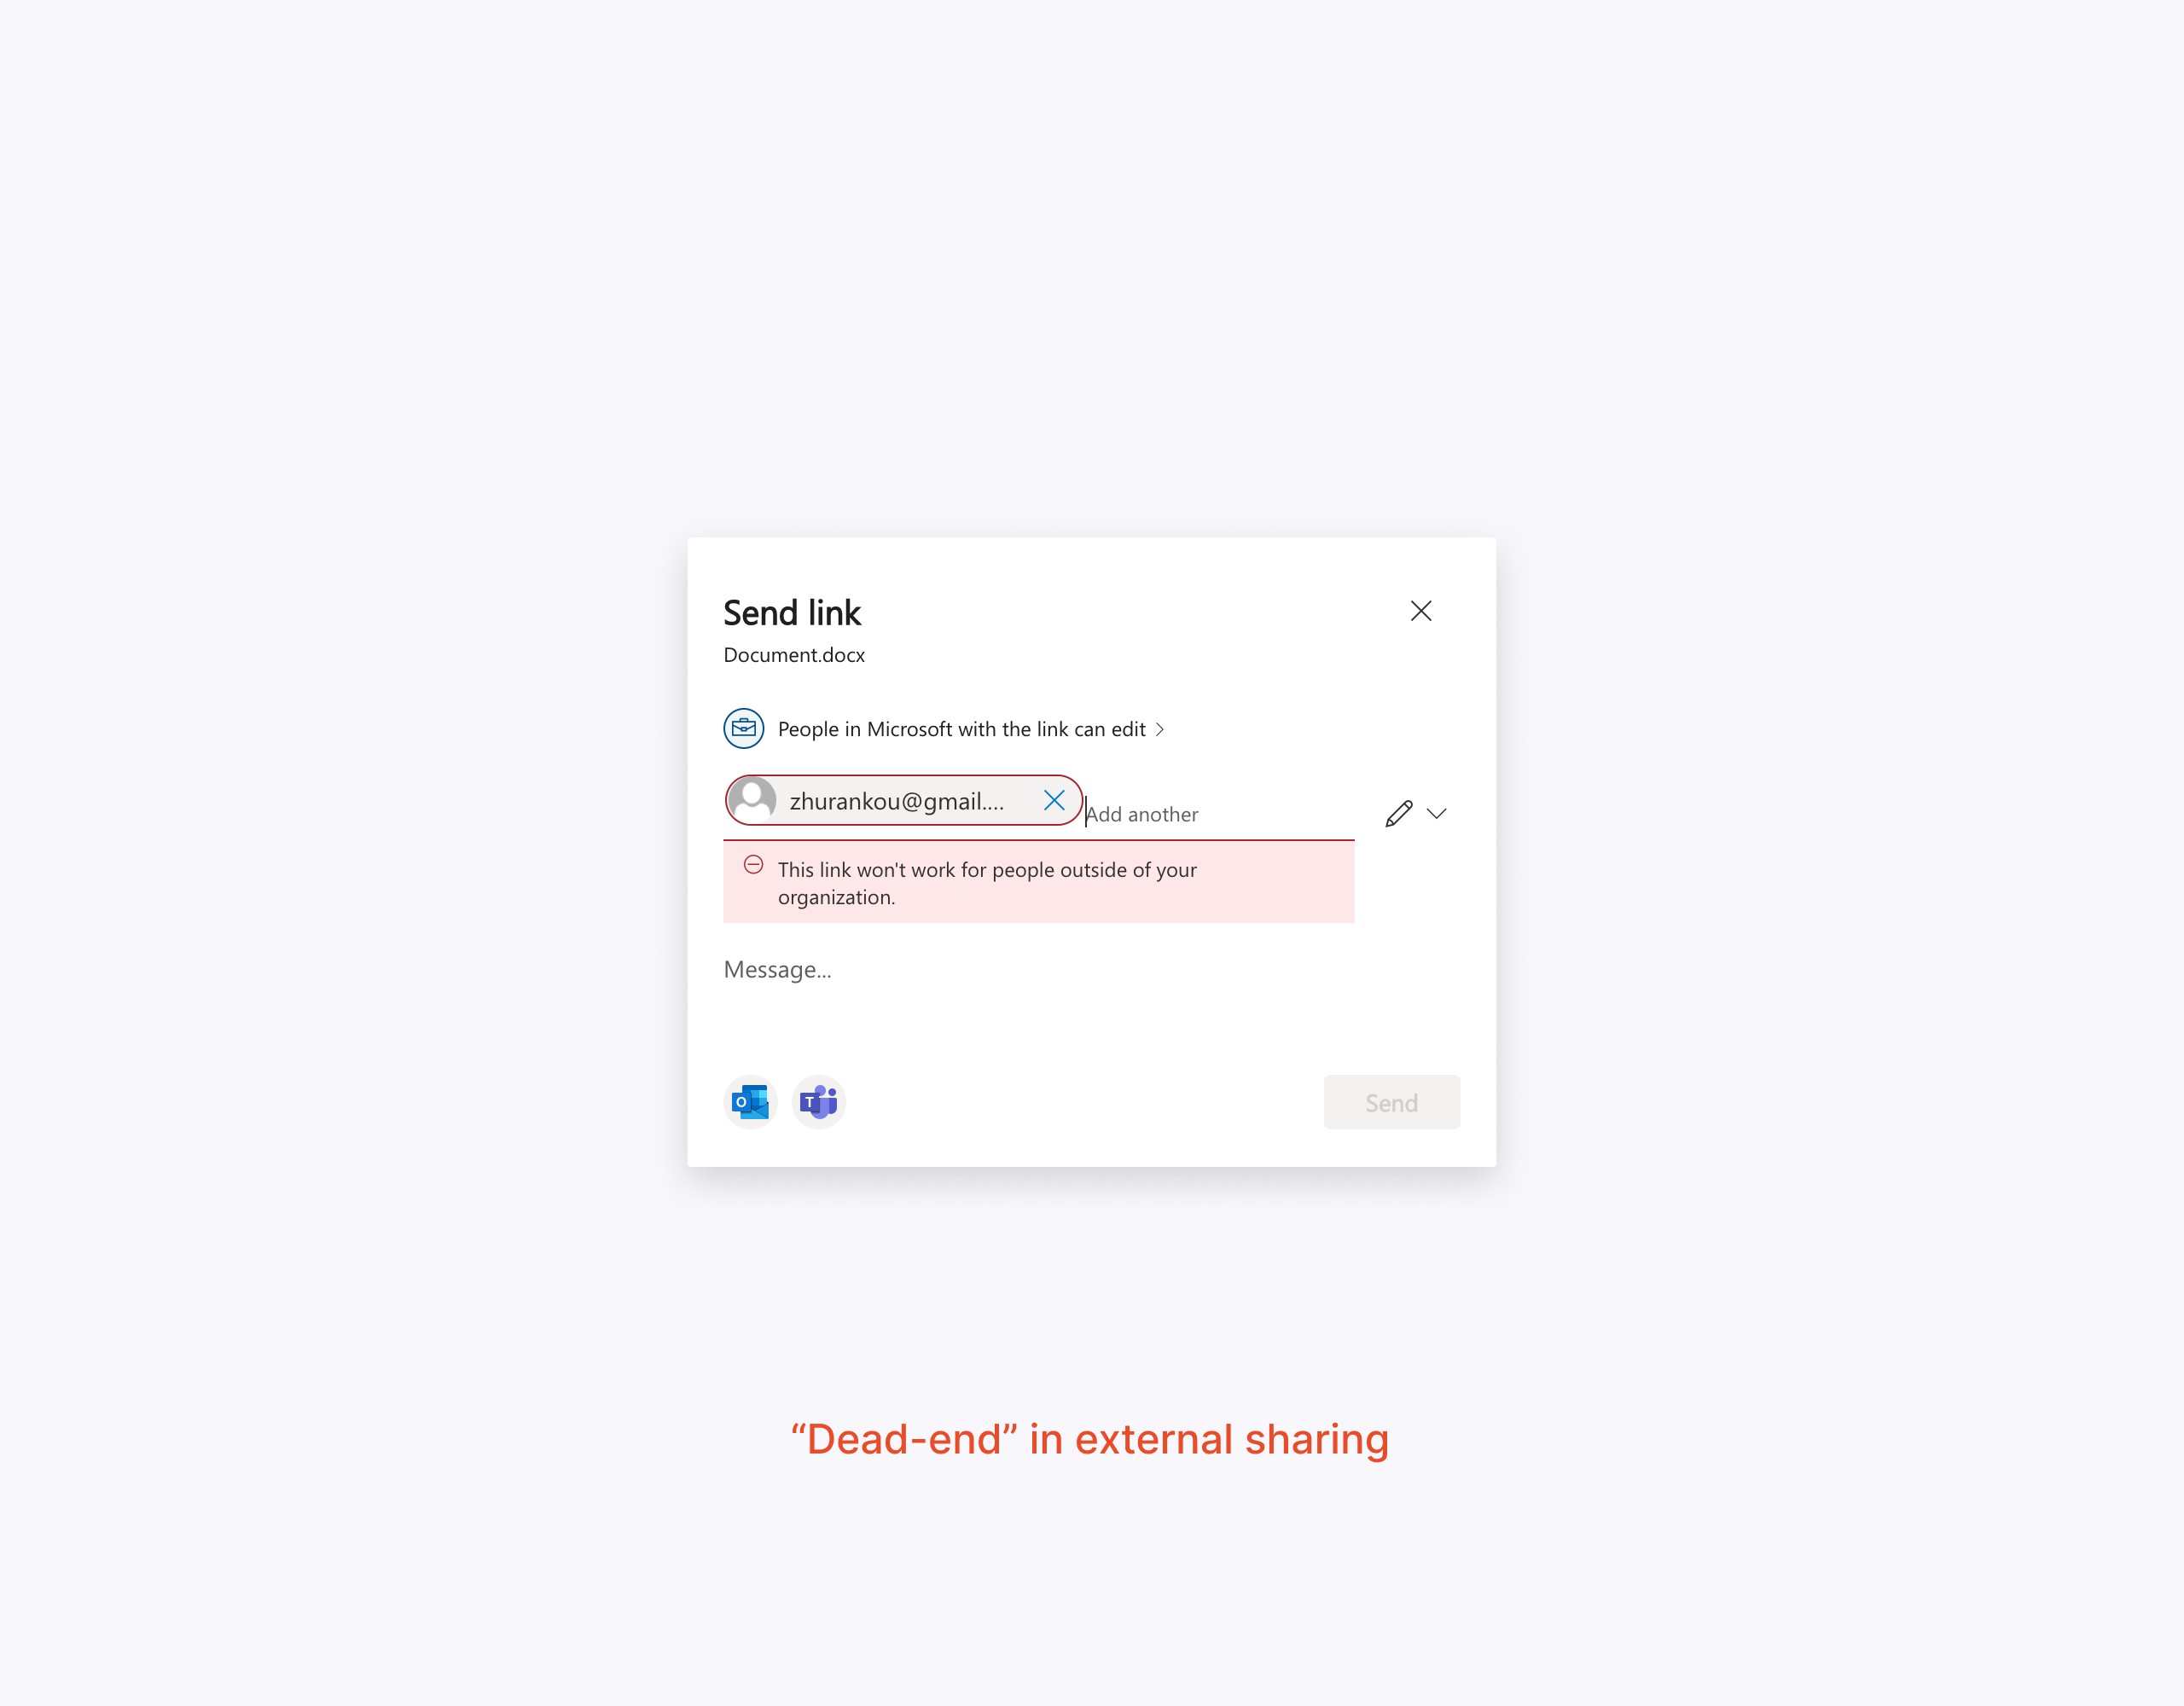 Send link
Document.docx
People in Microsoft with the link can edit
zhurankou@gmail....
Add another
This link won't work for people outside of your
organization.
Message...
O
T
Send
“Dead-end” in external sharing